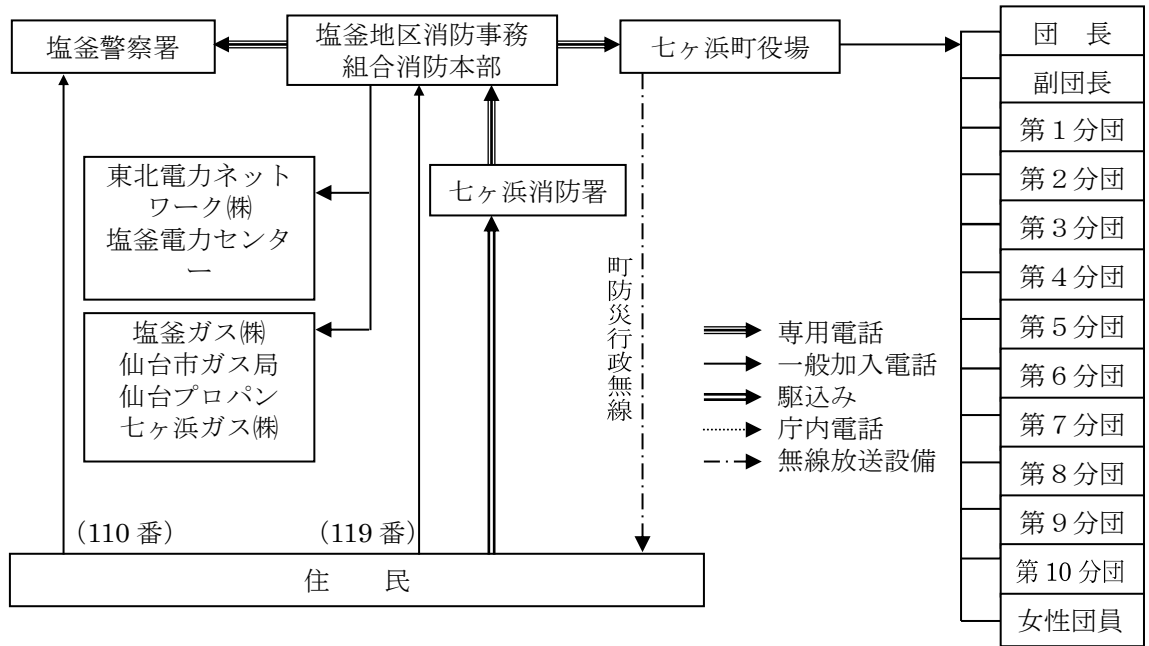 塩釜警察署
塩釜地区消防事務
組合消防本部
七ヶ浜町役場
団　長
副団長
第１分団
第２分団
第３分団
第４分団
第５分団
第６分団
第７分団
第８分団
第９分団
第10分団
女性団員
東北電力ネット
ワーク㈱
塩釜電力センタ
ー
七ヶ浜消防署
塩釜ガス㈱
仙台市ガス局
仙台プロパン
七ヶ浜ガス㈱
町防災行政無線
専用電話
一般加入電話
駆込み
庁内電話
無線放送設備
（110番）
（119番）
住　　民